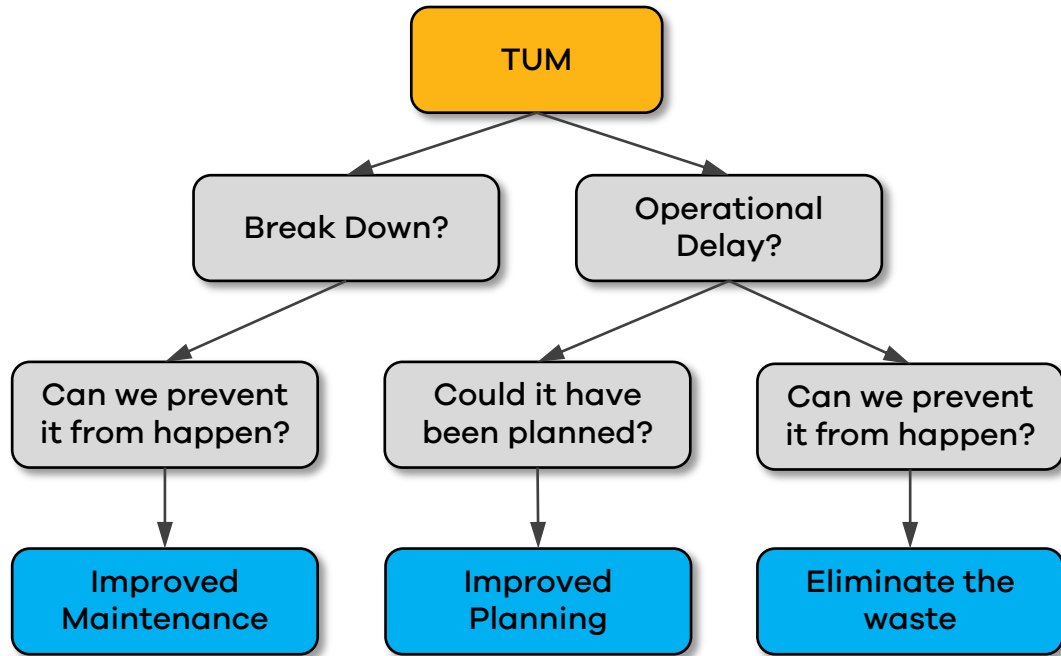 TUM
Break Down?
Operational
Delay?
Can we prevent
it from happen?
Could it have
been planned?
Can we prevent
it from happen?
Improved
Maintenance
Improved
Planning
Eliminate the
waste